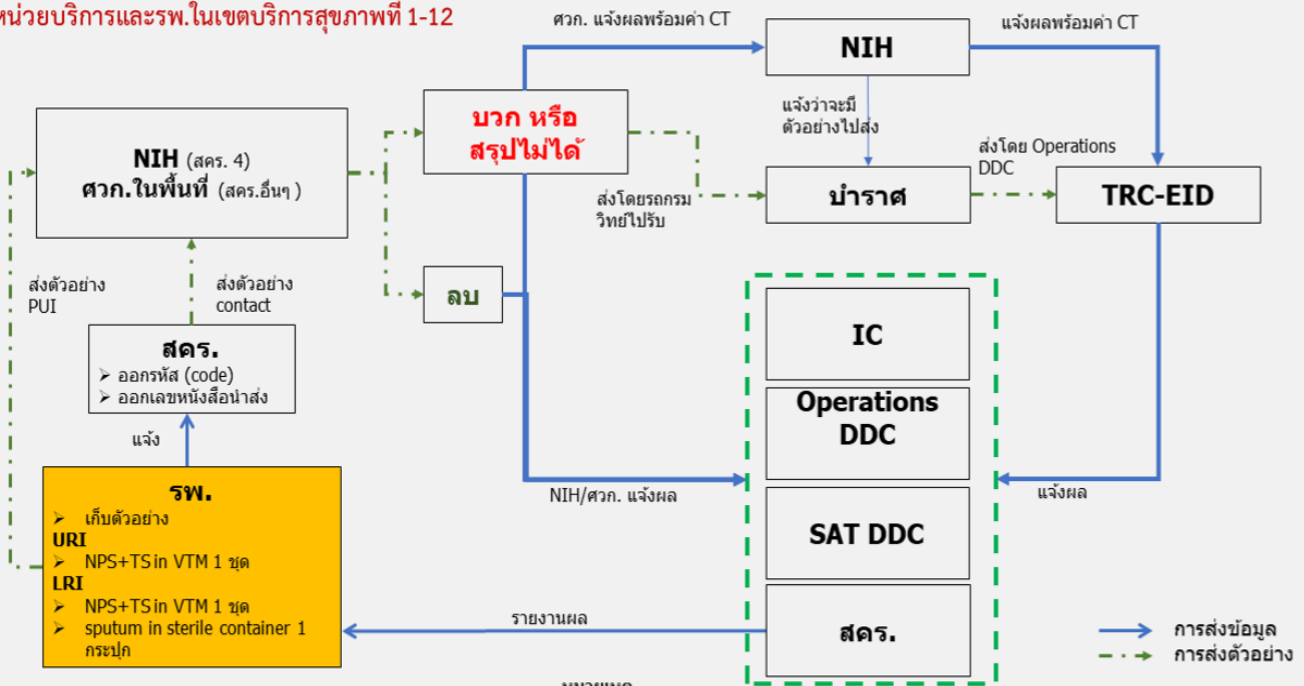 หน่วยบริการและรพ.ในเขตบริการสุขภาพที่ 1-12
ศวก. แจ้งผลพร้อมค่า CT
NIH
แจ้งผลพร้อมค่า CT
บวก หรือ
สรุปไม่ได้
แจ้งว่าจะมี
ตัวอย่างไปส่ง
NIH (สคร. 4)
ศวก.ในพื้นที่ (สคร.อื่นๆ )
ส่งโดย Operations
DDC
ส่งโดยรถกรม
วิทย์ไปรับ
บำราศ
TRC-EID
ส่งตัวอย่าง
PUI
ส่งตัวอย่าง
contact
ลบ
สคร.
➢ ออกรหัส (code)
➢ ออกเลขหนังสือนำส่ง
IC
Operations
DDC
แจ้ง
NIH/ศวก. แจ้งผล
แจ้งผล
รพ.
➢ เก็บตัวอย่าง
URI
➢ NPS+TS in VTM 1 ชุด
LRI
➢ NPS+TS in VTM 1 ชุด
➢ sputum in sterile container 1
กระปุก
SAT DDC
รายงานผล
สคร.
การส่งข้อมูล
การส่งตัวอย่าง